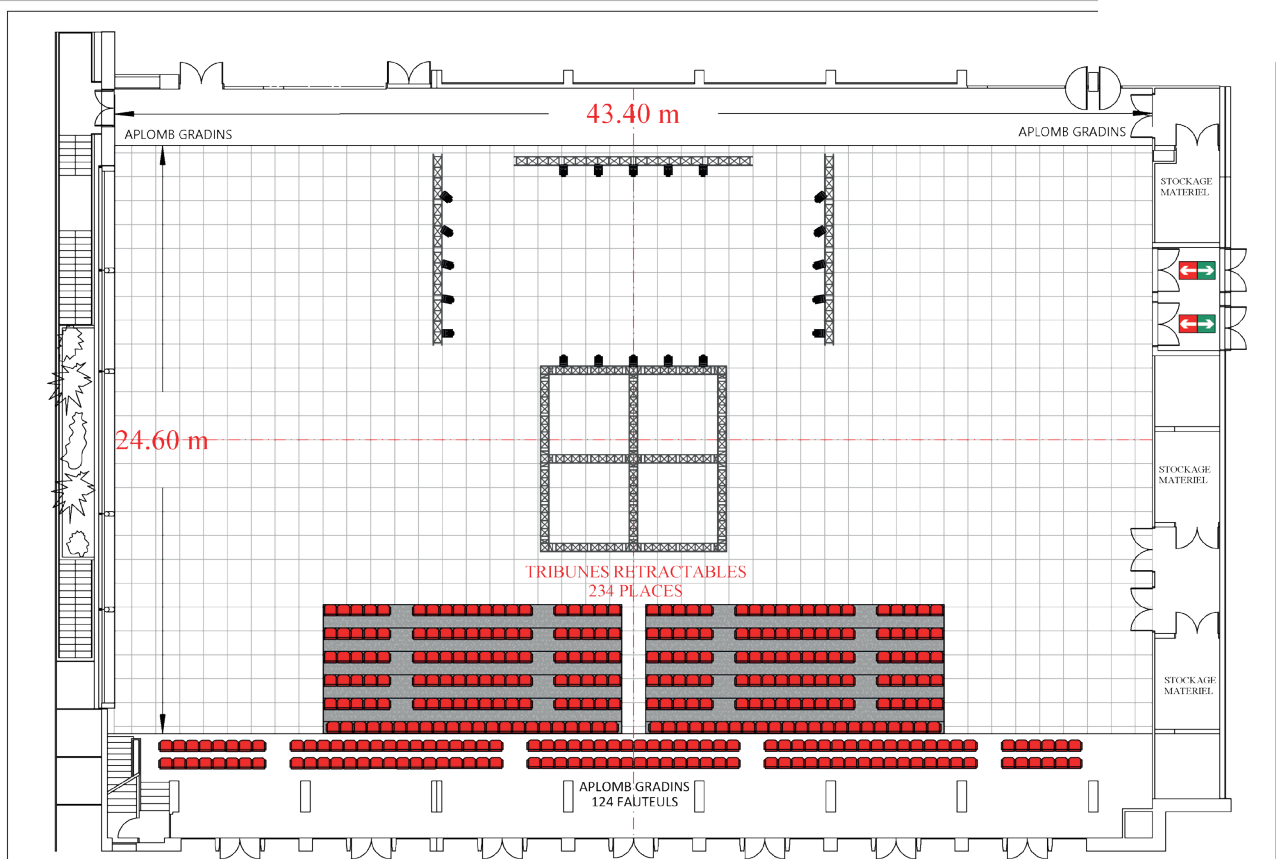 43.40 m
APLOMB GRADINS
APLOMB GRADINS
STOCKAGE
MATERIEL
24.60 m
STOCKAGE
MATERIEL
TRIBUNES RETRACTABLES
234 PLACES
STOCKAGE
MATERIEL
APLOMB GRADINS
124 FAUTEULS